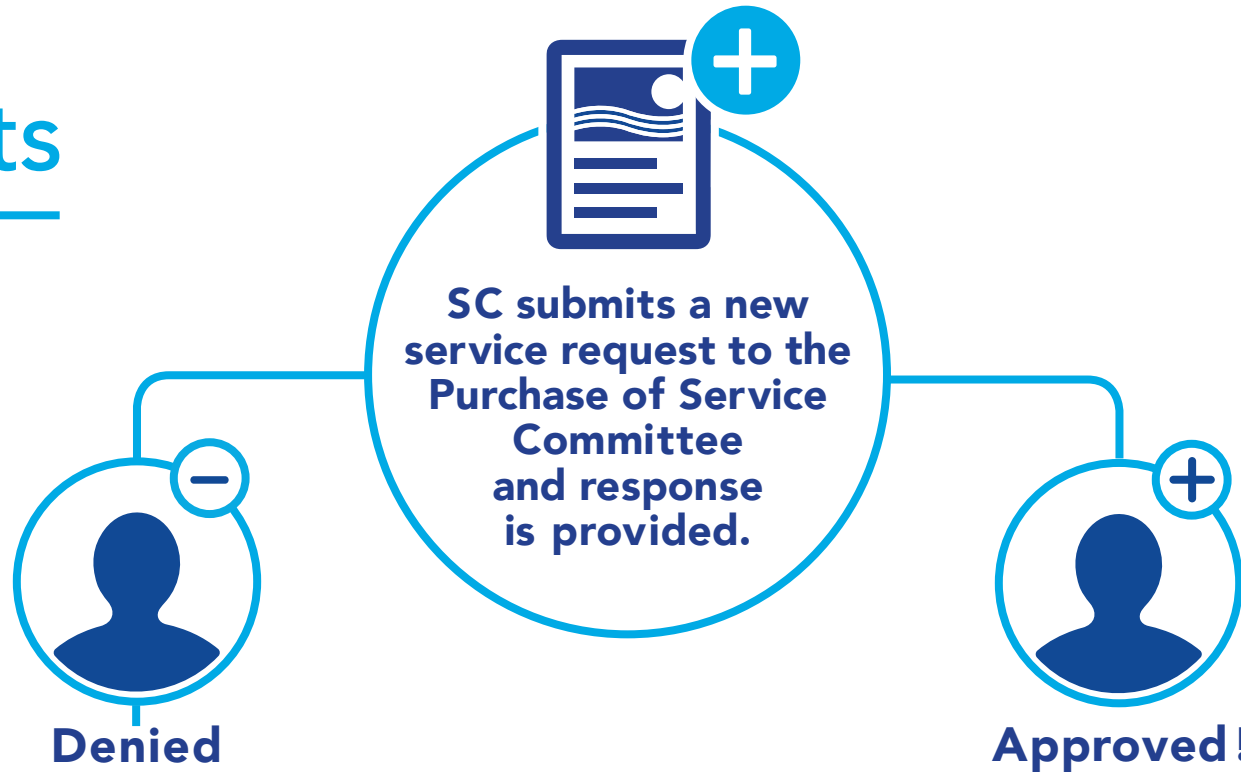 ts
SC submits a new
service request to the
Purchase of Service
Committee
and response
is provided.
Denied
Approved!